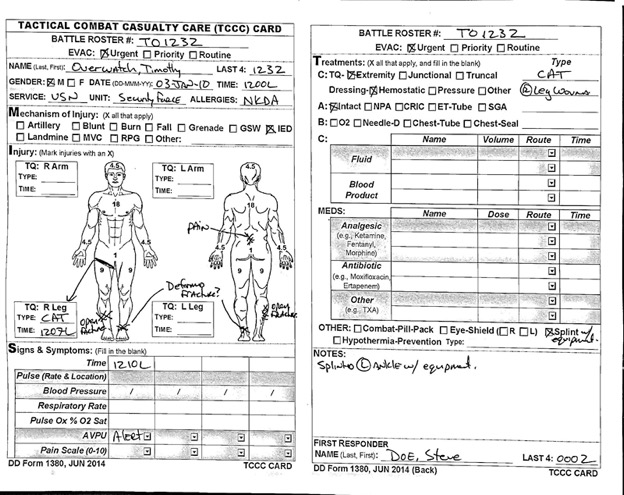 TACTICAL COMBAT CASUALTY CARE (TCCC) CARD
BATTLE ROSTER #: TO1232
EVAC: ☒Urgent ☐Priority ☐Routine
NAME (Last, First): Overwatch, Timothy LAST 4: 1232
GENDER: ☒M ☐F DATE (DD-MMM-YY): 03-JAN-10 TIME: 1200L
SERVICE: USN UNIT: Security Force ALLERGIES: NKDA
Mechanism of Injury: (X all that apply)
☐Artillery ☐Blunt ☐Burn ☐Fall ☐Grenade ☐GSW ☒IED
☐Landmine ☐MVC ☐RPG ☐Other:
Injury: (Mark injuries with an X)
TQ: R Arm
TYPE:
TIME:
TQ: L Arm
TYPE:
TIME:
4.5
4.5
18
18
Pain
4.5
4.5
4.5
4.5
1
9
9
9
9
Deformed
Fracture?
TQ: R Leg
TYPE: CAT
TIME: 1207L
Open
Fracture
TQ: L Leg
TYPE:
TIME:
Open
Fracture
Signs & Symptoms: (Fill in the blank)
Time 1210L
Pulse (Rate & Location)
Blood Pressure / / / /
Respiratory Rate
Pulse Ox % O2 Sat
AVPU Alert
Pain Scale (0-10)
DD Form 1380, JUN 2014 TCCC CARD
BATTLE ROSTER #: TO1232
EVAC: ☒Urgent ☐Priority ☐Routine
Treatments: (X all that apply, and fill in the blank) Type
C: TQ- ☒Extremity ☐Junctional ☐Truncal CAT
Dressing- ☒Hemostatic ☐Pressure ☐Other Ⓡ Leg Wound
A: ☒Intact ☐NPA ☐CRIC ☐ET-Tube ☐SGA
B: ☐O2 ☐Needle-D ☐Chest-Tube ☐Chest-Seal
C: Name Volume Route Time
Fluid
Blood
Product
MEDS: Name Dose Route Time
Analgesic
(e.g., Ketamine,
Fentanyl,
Morphine)
Antibiotic
(e.g., Moxifloxacin,
Ertapenem)
Other
(e.g., TXA)
OTHER: ☐Combat-Pill-Pack ☐Eye-Shield (☐R ☐L) ☒Splint w/
equipment.
☐Hypothermia-Prevention Type:
NOTES:
Splinted Ⓛ Ankle w/ equipment.
FIRST RESPONDER
NAME (Last, First): DOE, Steve LAST 4: 0002
DD Form 1380, JUN 2014 (Back) TCCC CARD